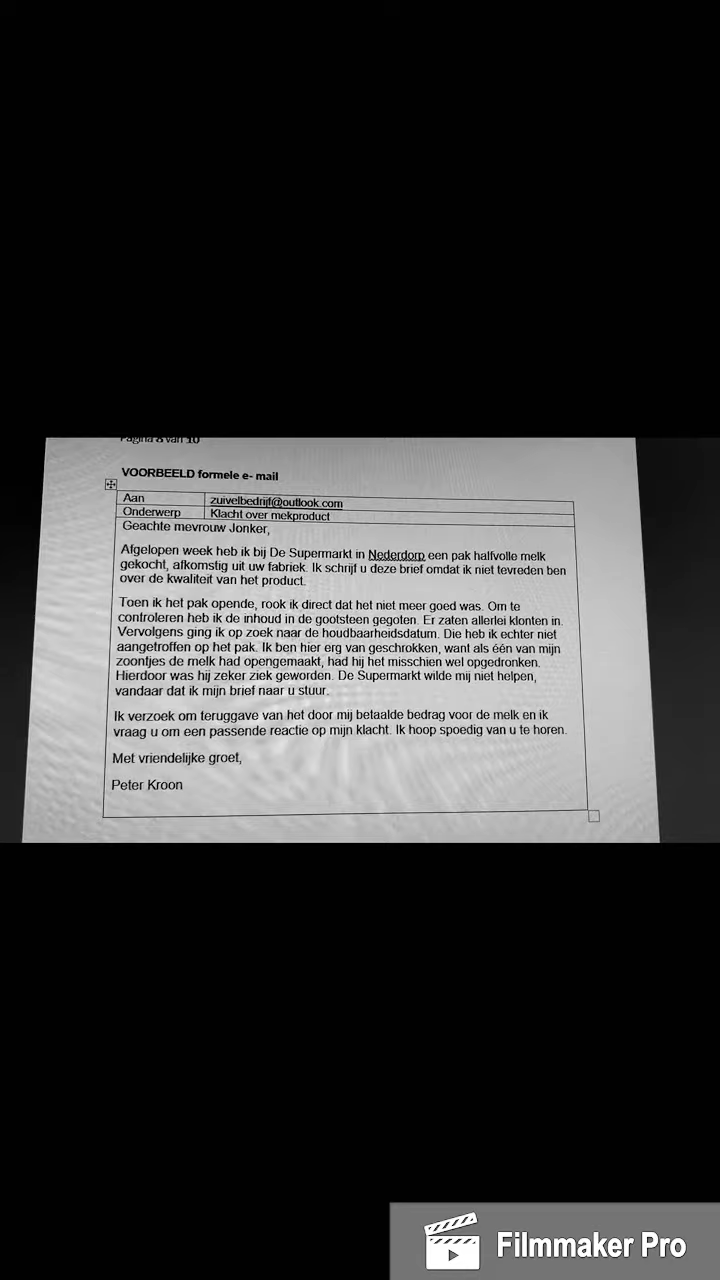 Pagina 8 van 10
VOORBEELD formele e- mail
Aan zuivelbedrijf@outlook.com
Onderwerp Klacht over mekproduct
Geachte mevrouw Jonker,
Afgelopen week heb ik bij De Supermarkt in Nederdorp een pak halfvolle melk
gekocht, afkomstig uit uw fabriek. Ik schrijf u deze brief omdat ik niet tevreden ben
over de kwaliteit van het product.
Toen ik het pak opende, rook ik direct dat het niet meer goed was. Om te
controleren heb ik de inhoud in de gootsteen gegoten. Er zaten allerlei klonten in.
Vervolgens ging ik op zoek naar de houdbaarheidsdatum. Die heb ik echter niet
aangetroffen op het pak. Ik ben hier erg van geschrokken, want als één van mijn
zoontjes de melk had opengemaakt, had hij het misschien wel opgedronken.
Hierdoor was hij zeker ziek geworden. De Supermarkt wilde mij niet helpen,
vandaar dat ik mijn brief naar u stuur.
Ik verzoek om teruggave van het door mij betaalde bedrag voor de melk en ik
vraag u om een passende reactie op mijn klacht. Ik hoop spoedig van u te horen.
Met vriendelijke groet,
Peter Kroon
Filmmaker Pro